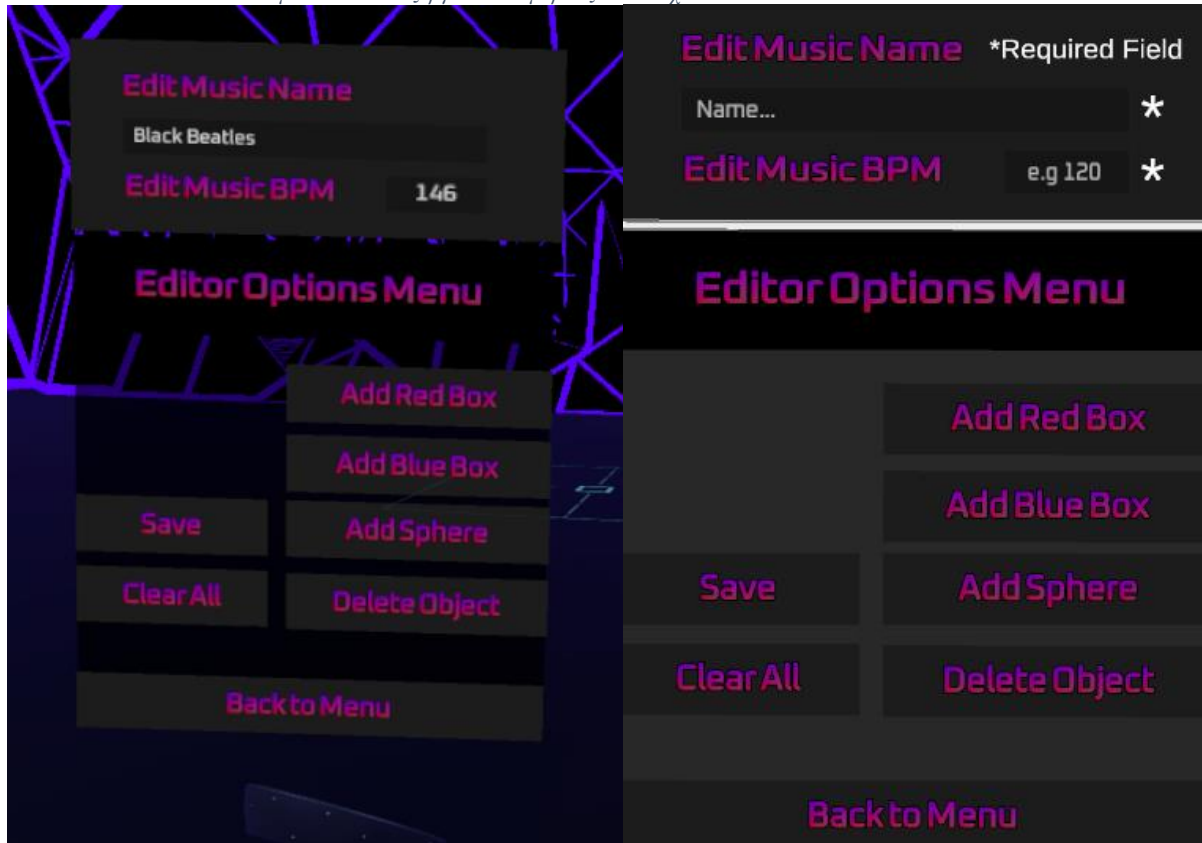 Edit Music Name
Black Beatles
Edit Music BPM 146
Editor Options Menu
Add Red Box
Add Blue Box
Save Add Sphere
Clear All Delete Object
Back to Menu
Edit Music Name *Required Field
Name... *
Edit Music BPM e.g 120 *
Editor Options Menu
Add Red Box
Add Blue Box
Save Add Sphere
Clear All Delete Object
Back to Menu